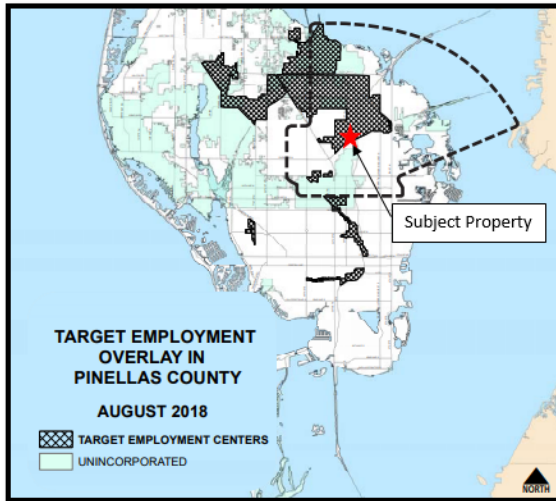 Subject Property
TARGET EMPLOYMENT
OVERLAY IN
PINELLAS COUNTY
AUGUST 2018
TARGET EMPLOYMENT CENTERS
UNINCORPORATED
NORTH